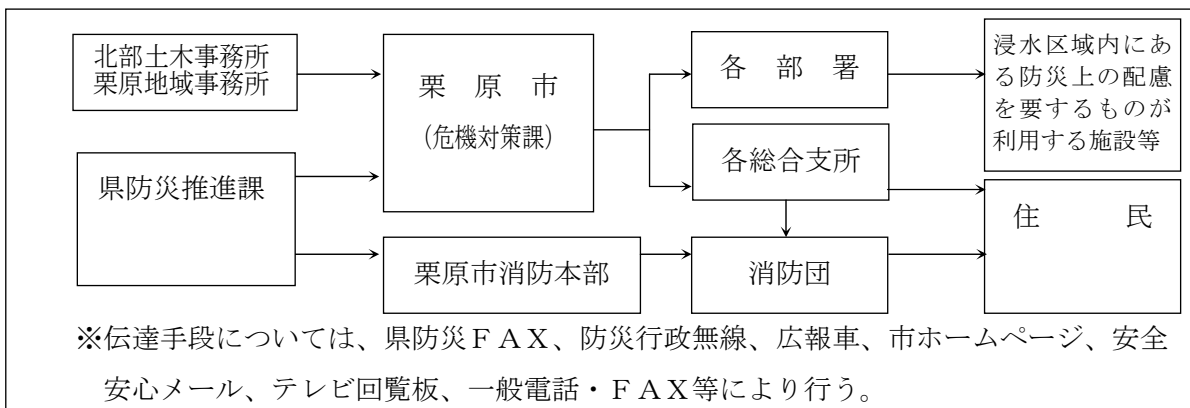 北部土木事務所
栗原地域事務所
栗原市
(危機対策課)
各部署
浸水区域内にあ
る防災上の配慮
を要するものが
利用する施設等
県防災推進課
各総合支所
住民
栗原市消防本部
消防団
※伝達手段については、県防災ＦＡＸ、防災行政無線、広報車、市ホームページ、安全
安心メール、テレビ回覧板、一般電話・ＦＡＸ等により行う。